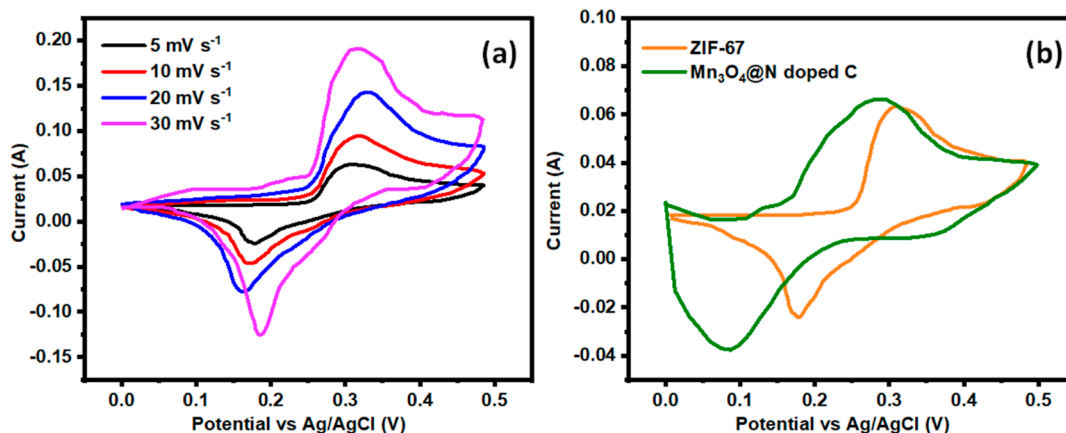 (a)
5 mV s⁻¹
10 mV s⁻¹
20 mV s⁻¹
30 mV s⁻¹
Current (A)
0.20
0.15
0.10
0.05
0.00
-0.05
-0.10
-0.15
0.0 0.1 0.2 0.3 0.4 0.5
Potential vs Ag/AgCl (V)
(b)
ZIF-67
Mn₃O₄@N doped C
Current (A)
0.10
0.08
0.06
0.04
0.02
0.00
-0.02
-0.04
0.0 0.1 0.2 0.3 0.4 0.5
Potential vs Ag/AgCl (V)